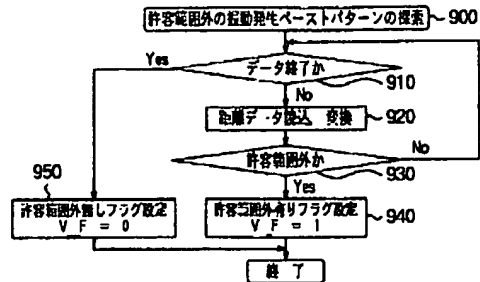 許容範囲外の振動発生ペーストパターンの探索
900
Yes
データ終了か
910
No
距離データ読込 変換
920
許容範囲外か
No
930
950
Yes
許容範囲外無しフラグ設定
VF = 0
許容範囲外有りフラグ設定
VF = 1
940
終了